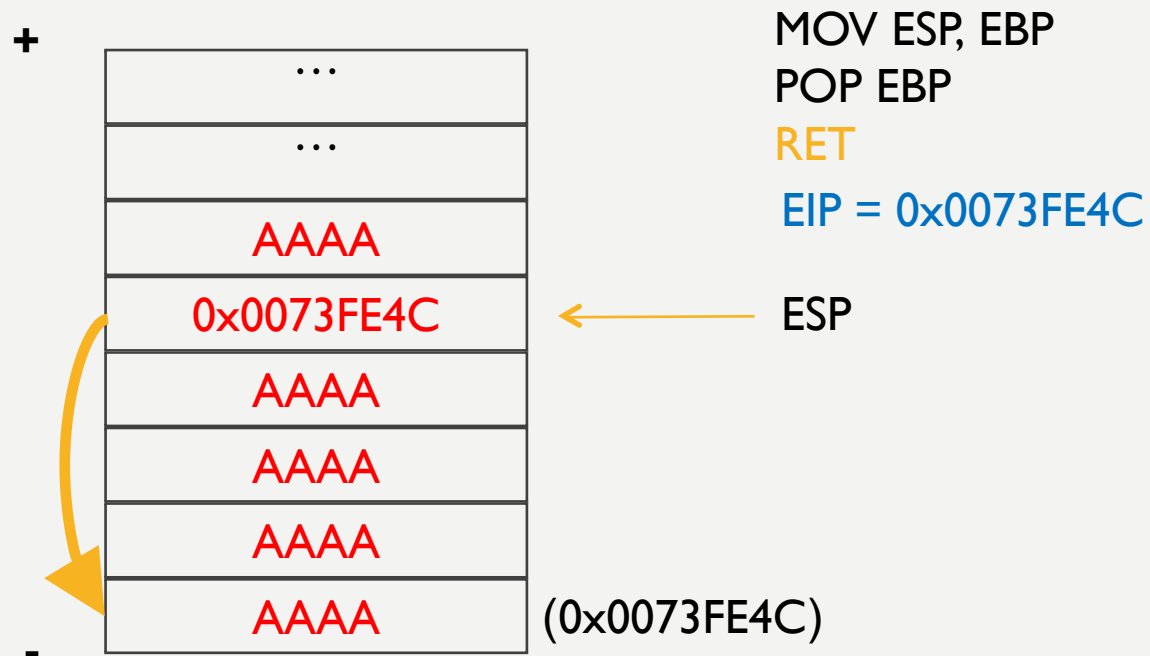 +
...
...
AAAA
0x0073FE4C
AAAA
AAAA
AAAA
AAAA
(0x0073FE4C)
-
MOV ESP, EBP
POP EBP
RET
EIP = 0x0073FE4C
ESP